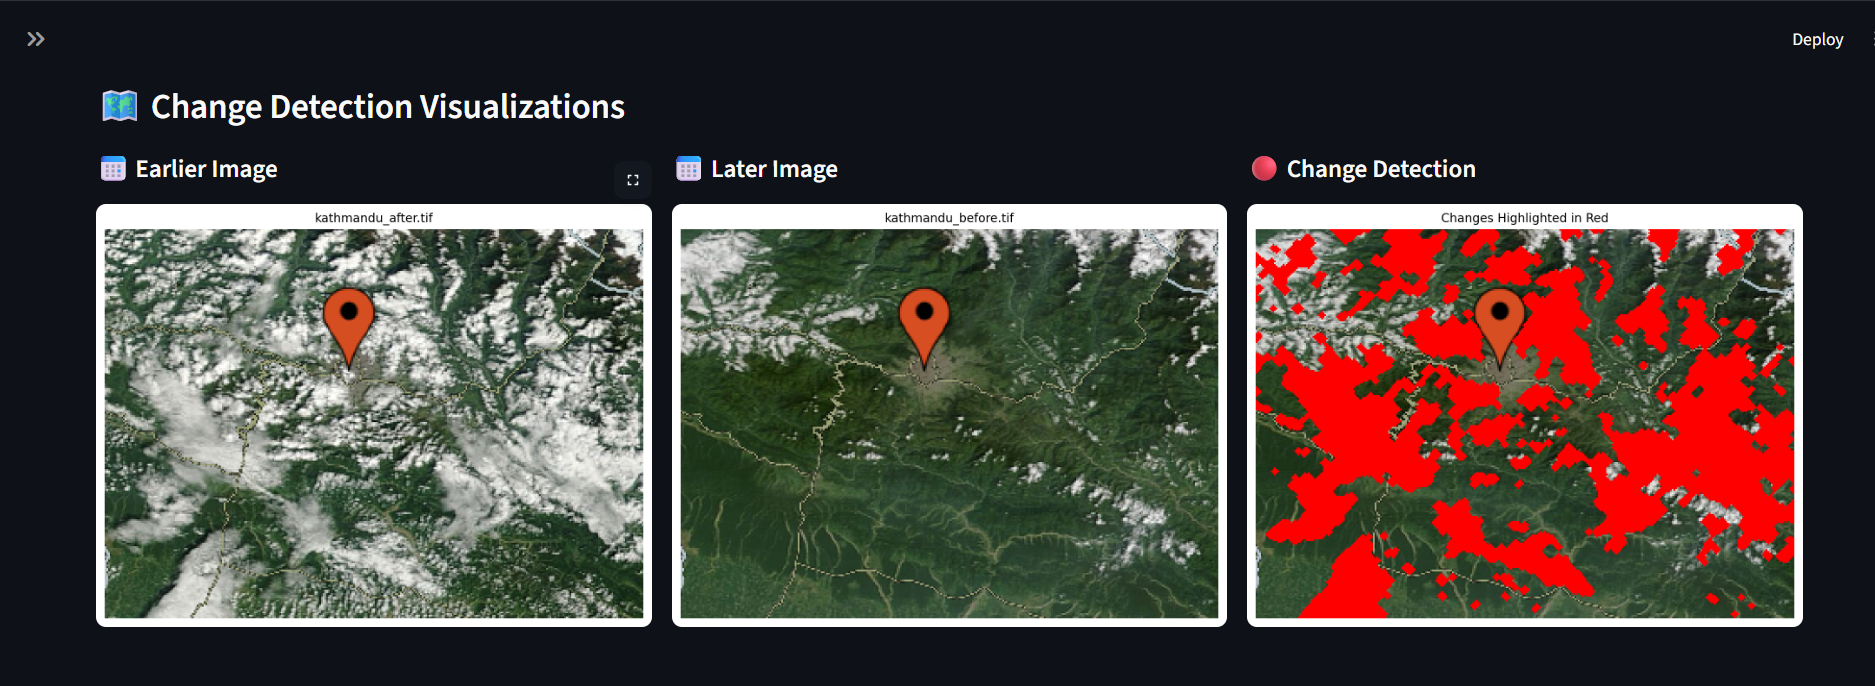 Deploy
Change Detection Visualizations
Earlier Image
Later Image
Change Detection
kathmandu_after.tif
kathmandu_before.tif
Changes Highlighted in Red